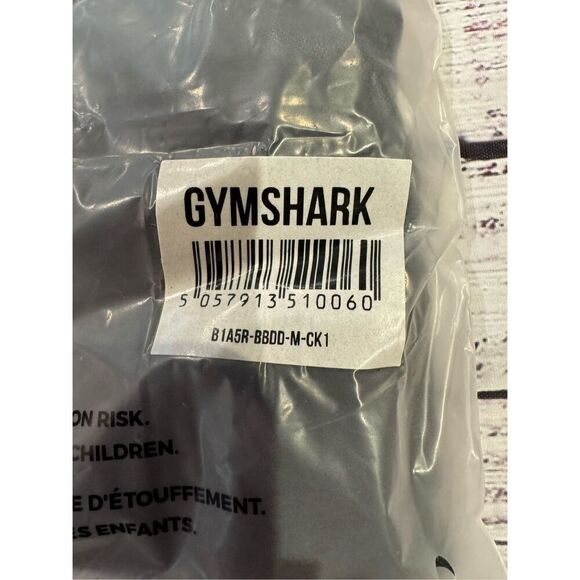 GYMSHARK
5 057913 510060
B1A5R-BBDD-M-CK1
ON RISK.
CHILDREN.
E D'ÉTOUFFEMENT.
ES ENFANTS.